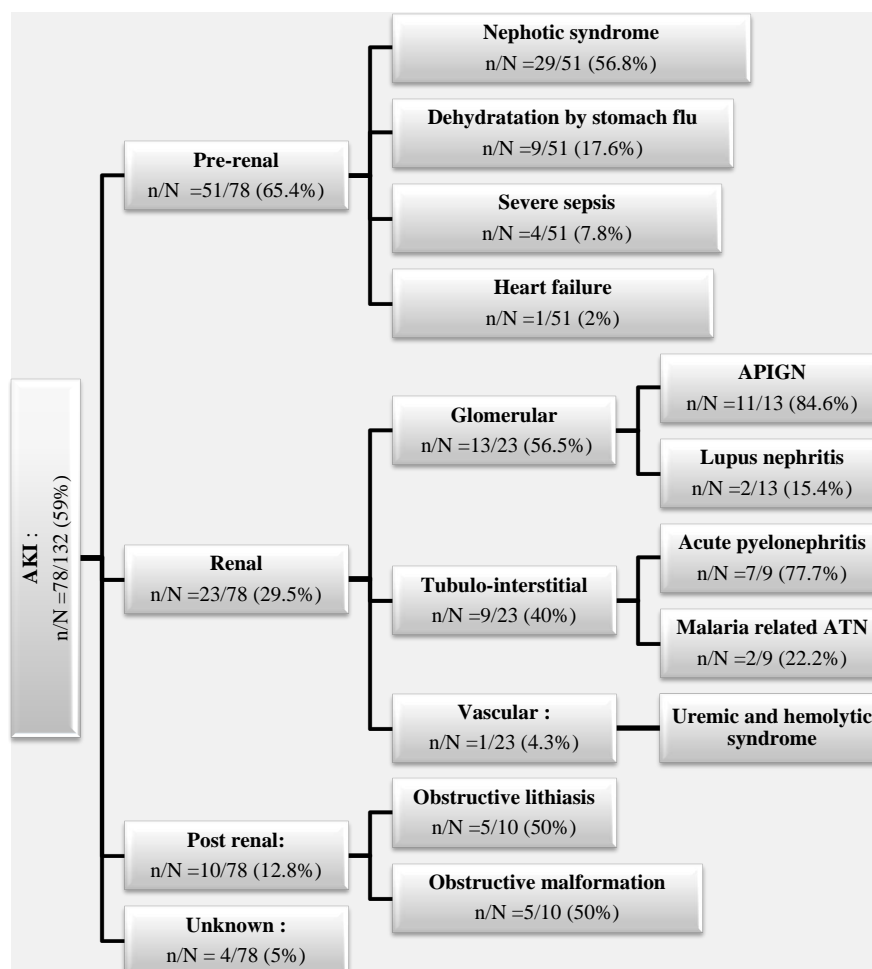 Nephotic syndrome
n/N =29/51 (56.8%)
Dehydratation by stomach flu
n/N =9/51 (17.6%)
Pre-renal
n/N =51/78 (65.4%)
Severe sepsis
n/N =4/51 (7.8%)
Heart failure
n/N =1/51 (2%)
AKI :
n/N =78/132 (59%)
APIGN
n/N =11/13 (84.6%)
Glomerular
n/N =13/23 (56.5%)
Lupus nephritis
n/N =2/13 (15.4%)
Renal
n/N =23/78 (29.5%)
Acute pyelonephritis
n/N =7/9 (77.7%)
Tubulo-interstitial
n/N =9/23 (40%)
Malaria related ATN
n/N =2/9 (22.2%)
Vascular :
n/N =1/23 (4.3%)
Uremic and hemolytic
syndrome
Obstructive lithiasis
n/N =5/10 (50%)
Post renal:
n/N =10/78 (12.8%)
Obstructive malformation
n/N =5/10 (50%)
Unknown :
n/N = 4/78 (5%)